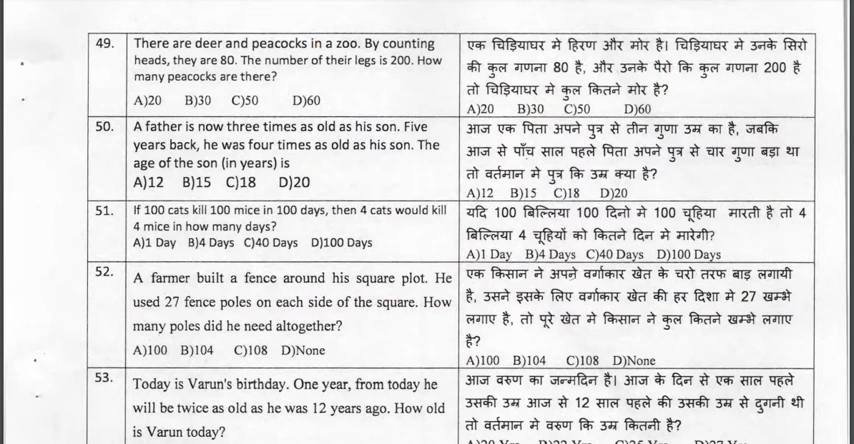 49. There are deer and peacocks in a zoo. By counting
heads, they are 80. The number of their legs is 200. How
many peacocks are there?
A)20 B)30 C)50 D)60
एक चिड़ियाघर मे हिरण और मोर है। चिड़ियाघर मे उनके सिरो
की कुल गणना 80 है, और उनके पैरो कि कुल गणना 200 है
तो चिड़ियाघर मे कुल कितने मोर है?
A)20 B)30 C)50 D)60
50. A father is now three times as old as his son. Five
years back, he was four times as old as his son. The
age of the son (in years) is
A)12 B)15 C)18 D)20
आज एक पिता अपने पुत्र से तीन गुणा उम्र का है, जबकि
आज से पाँच साल पहले पिता अपने पुत्र से चार गुणा बड़ा था
तो वर्तमान मे पुत्र कि उम्र क्या है?
A)12 B)15 C)18 D)20
51. If 100 cats kill 100 mice in 100 days, then 4 cats would kill
4 mice in how many days?
A)1 Day B)4 Days C)40 Days D)100 Days
यदि 100 बिल्लिया 100 दिनो मे 100 चूहिया मारती है तो 4
बिल्लिया 4 चूहियों को कितने दिन मे मारेगी?
A)1 Day B)4 Days C)40 Days D)100 Days
52. A farmer built a fence around his square plot. He
used 27 fence poles on each side of the square. How
many poles did he need altogether?
A)100 B)104 C)108 D)None
एक किसान ने अपने वर्गाकार खेत के चरो तरफ बाड़ लगायी
है, उसने इसके लिए वर्गाकार खेत की हर दिशा मे 27 खम्भे
लगाए है, तो पूरे खेत मे किसान ने कुल कितने खम्भे लगाए
है?
A)100 B)104 C)108 D)None
53. Today is Varun's birthday. One year, from today he
will be twice as old as he was 12 years ago. How old
is Varun today?
आज वरुण का जन्मदिन है। आज के दिन से एक साल पहले
उसकी उम्र आज से 12 साल पहले की उसकी उम्र से दुगनी थी
तो वर्तमान मे वरुण कि उम्र कितनी है?